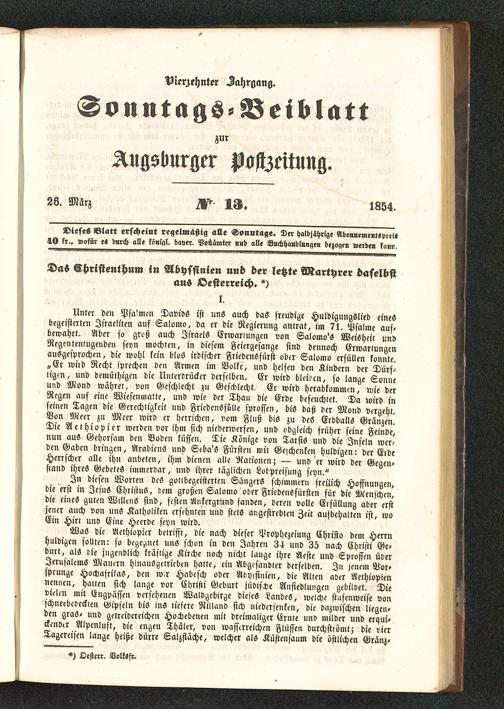 Vierzehnter Jahrgang.
Sonntags-Beiblatt
zur
Augsburger Postzeitung.
26. März Nr. 13. 1854.
Dieses Blatt erscheint regelmäßig alle Sonntage. Der halbjährige Abonnementspreis
40 kr., wofür es durch alle königl. bayer. Postämter und alle Buchhandlungen bezogen werden kann.
Das Christenthum in Abyssinien und der letzte Martyrer daselbst
aus Oesterreich. *)
I.
Unter den Psalmen Davids ist uns auch das freudige Huldigungslied eines
begeisterten Israeliten auf Salomo, da er die Regierung antrat, im 71. Psalme auf-
bewahrt. Aber so groß auch Israels Erwartungen von Salomo's Weisheit und
Regententugenden seyn mochten, in diesem Feiergesange sind dennoch Erwartungen
ausgesprochen, die wohl kein blos irdischer Friedensfürst oder Salomo erfüllen konnte.
„Er wird Recht sprechen den Armen im Volke, und helfen den Kindern der Dürf-
tigen, und demüthigen die Unterdrücker derselben. Er wird bleiben, so lange Sonne
und Mond währet, von Geschlecht zu Geschlecht. Er wird herabkommen, wie der
Regen auf eine Wiesenmatte, und wie der Thau die Erde befeuchtet. Da wird in
seinen Tagen die Gerechtigkeit und Friedensfülle sprossen, bis daß der Mond vergeht.
Von Meer zu Meer wird er herrschen, vom Fluß bis zu des Erdballs Gränzen.
Die Aethiopier werden vor ihm sich niederwerfen, und obgleich früher seine Feinde,
nun aus Gehorsam den Boden küssen. Die Könige von Tarsis und die Inseln wer-
den Gaben bringen, Arabiens und Seba's Fürsten mit Geschenken huldigen: der Erde
Herrscher alle ihn anbeten, ihm dienen alle Nationen; — und er wird der Gegen-
stand ihres Gebetes immerdar, und ihrer täglichen Lobpreisung seyn.“
In diesen Worten des gottbegeisterten Sängers schimmern freilich Hoffnungen,
die erst in Jesus Christus, dem großen Salomo oder Friedensfürsten für die Menschen,
die eines guten Willens sind, festen Ankergrund fanden, deren volle Erfüllung aber erst
jener auch von uns Katholiken ersehnten und stets angestrebten Zeit aufbehalten ist, wo
Ein Hirt und Eine Heerde seyn wird.
Was die Aethiopier betrifft, die nach dieser Prophezeiung Christo dem Herrn
huldigen sollten: so begegnet uns schon in den Jahren 34 und 35 nach Christi Ge-
burt, als die jugendlich kräftige Kirche noch nicht lange ihre Aeste und Sprossen über
Jerusalems Mauern hinausgetrieben hatte, ein Abgesandter derselben. In jenem Vor-
sprunge Hochafrikas, den wir Habesch oder Abyssinien, die Alten aber Aethiopien
nennen, hatten sich lange vor Christi Geburt jüdische Ansiedlungen gebildet. Die
vielen mit Engpässen versehenen Waldgebirge dieses Landes, welche stufenweise von
schneebedeckten Gipfeln bis ins tiefere Niland sich niedersenken, die dazwischen liegen-
den gras- und getreidereichen Hochebenen mit dreimaliger Ernte und milder und erqui-
ckender Alpenluft, die engen Thäler, von wasserreichen Flüssen durchströmt; die vier
Tagereisen lange heiße dürre Salzfläche, welcher als Küstensaum die östlichen Gränz-
*) Oesterr. Volksfr.